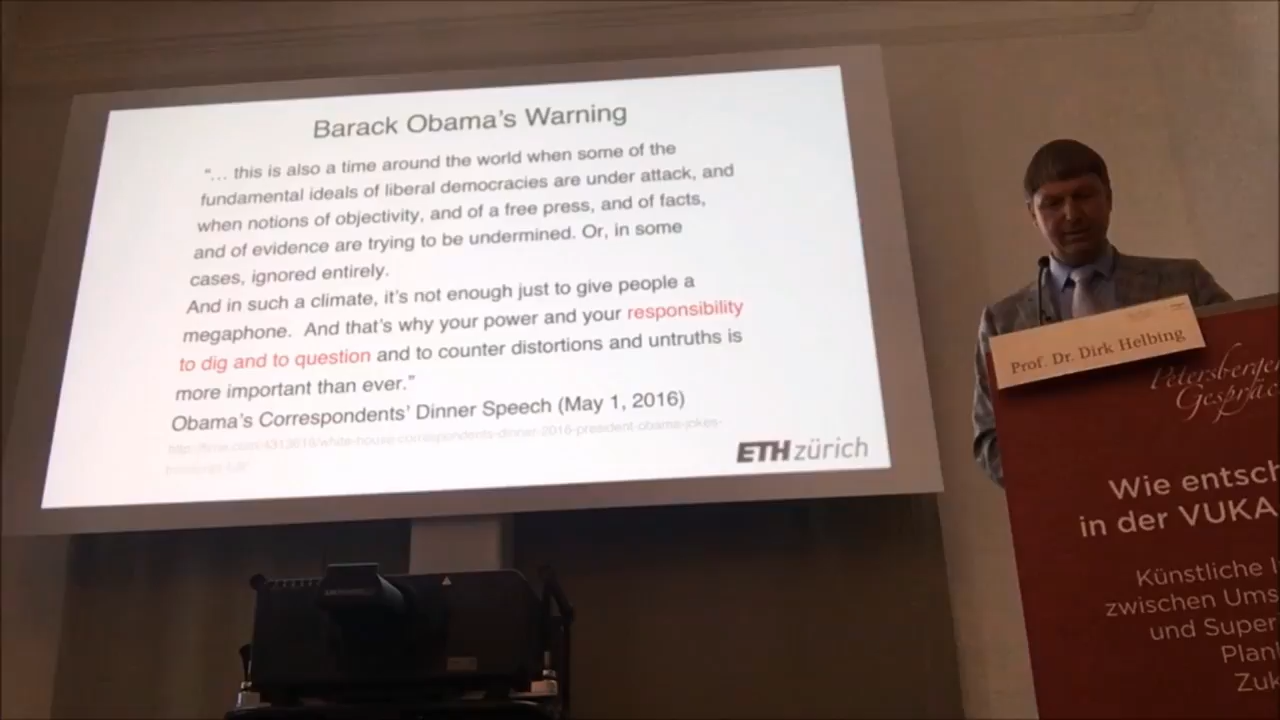 Barack Obama's Warning
“… this is also a time around the world when some of the
fundamental ideals of liberal democracies are under attack, and
when notions of objectivity, and of a free press, and of facts,
and of evidence are trying to be undermined. Or, in some
cases, ignored entirely.
And in such a climate, it's not enough just to give people a
megaphone.  And that's why your power and your responsibility
to dig and to question and to counter distortions and untruths is
more important than ever.”
Obama's Correspondents' Dinner Speech (May 1, 2016)
ETH zürich
Prof. Dr. Dirk Helbing
Petersberger
Gespräc
Wie entsch
in der VUKA
Künstliche I
zwischen Ums
und Super
Plan
Zuk